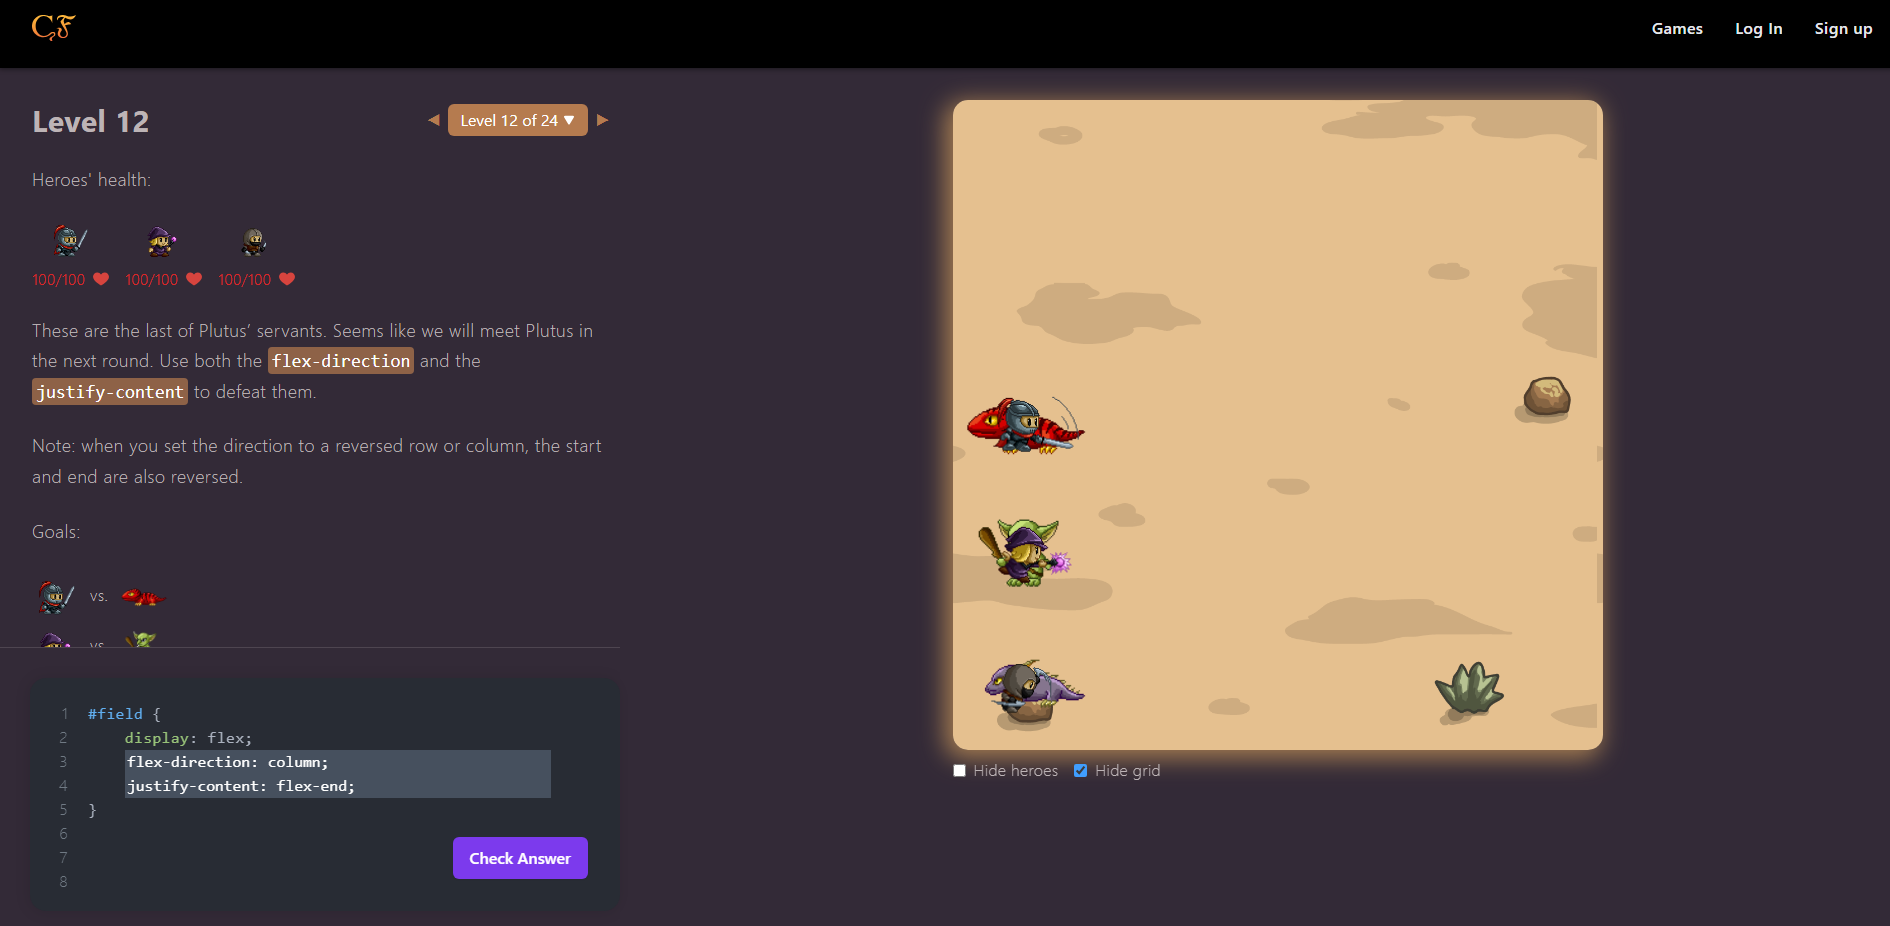 CF
Games Log In Sign up
Level 12
◀ Level 12 of 24 ▼ ▶
Heroes' health:
100/100 100/100 100/100
These are the last of Plutus’ servants. Seems like we will meet Plutus in
the next round. Use both the flex-direction and the
justify-content to defeat them.
Note: when you set the direction to a reversed row or column, the start
and end are also reversed.
Goals:
vs.
vs.
1 #field {
2 display: flex;
3 flex-direction: column;
4 justify-content: flex-end;
5 }
6
7
8
Check Answer
Hide heroes Hide grid